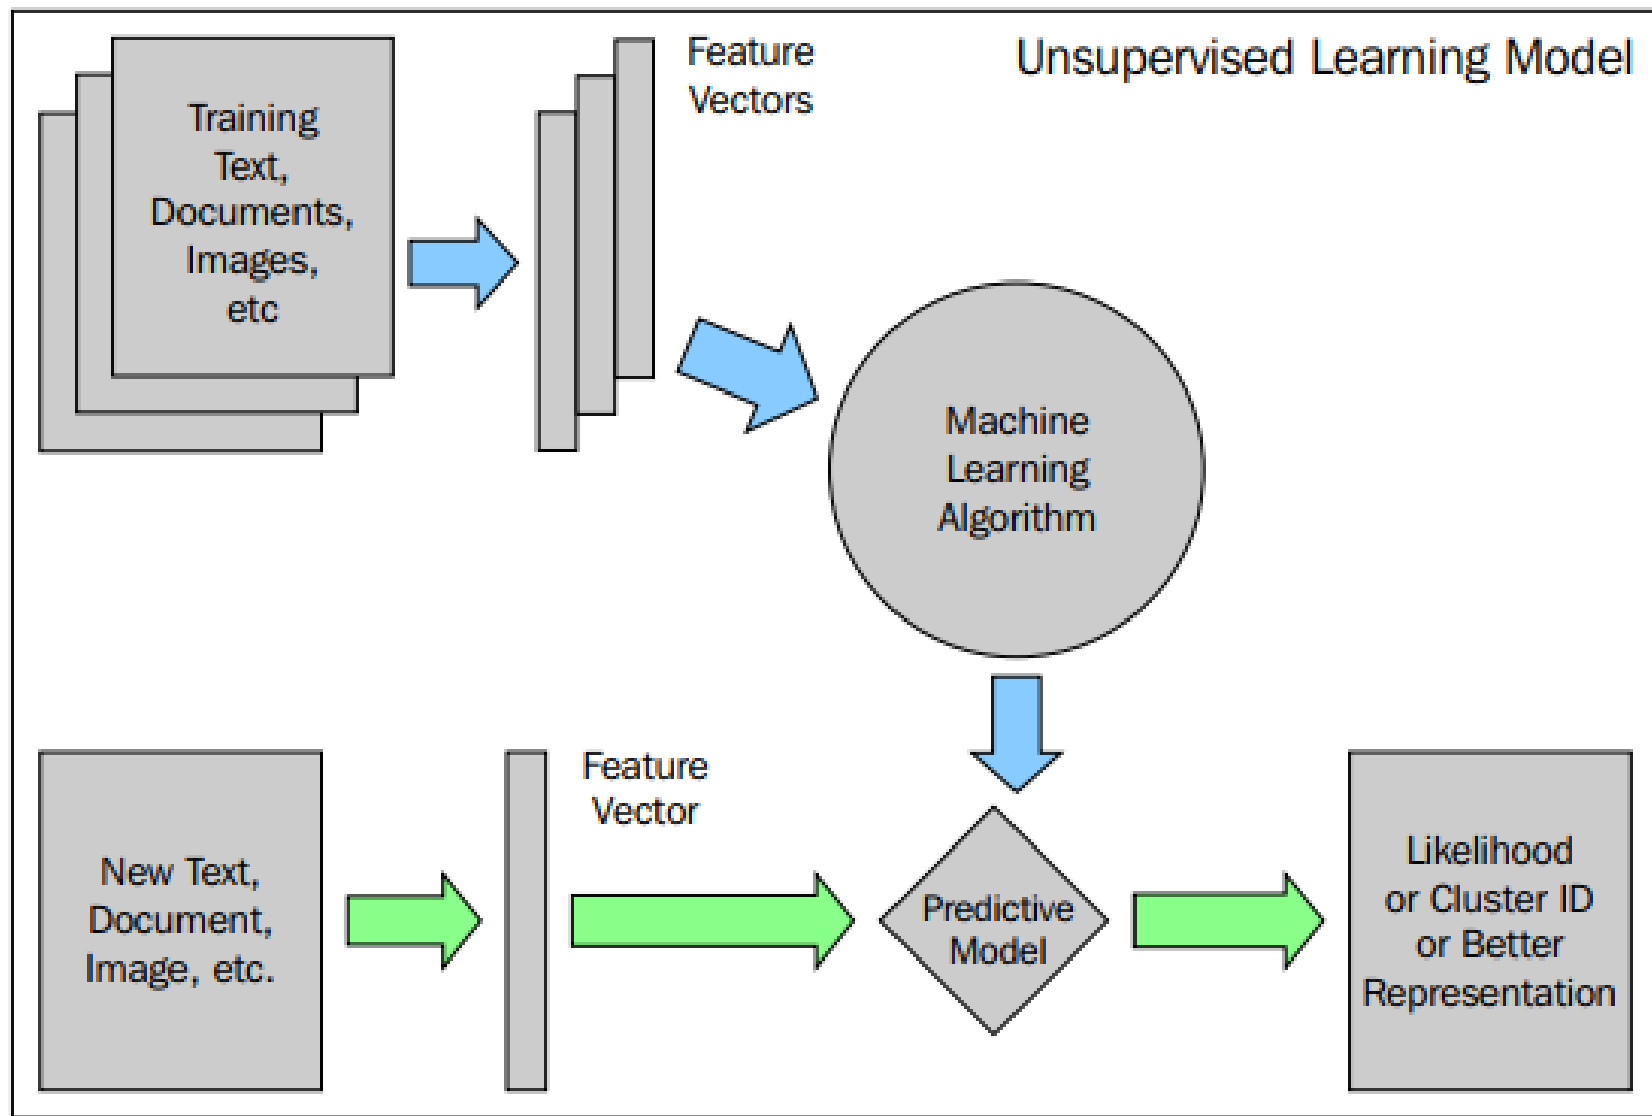 Unsupervised Learning Model
Training
Text,
Documents,
Images,
etc
Feature
Vectors
Machine
Learning
Algorithm
New Text,
Document,
Image, etc.
Feature
Vector
Predictive
Model
Likelihood
or Cluster ID
or Better
Representation